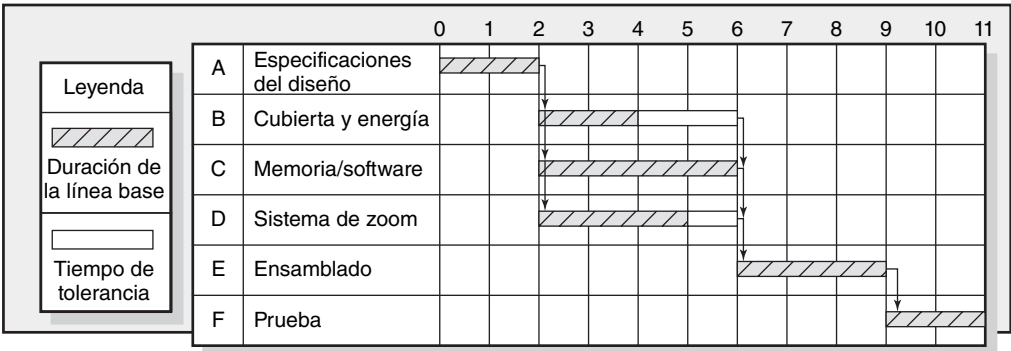 0 1 2 3 4 5 6 7 8 9 10 11
Leyenda
Duración de
la línea base
Tiempo de
tolerancia
A Especificaciones
del diseño
B Cubierta y energía
C Memoria/software
D Sistema de zoom
E Ensamblado
F Prueba